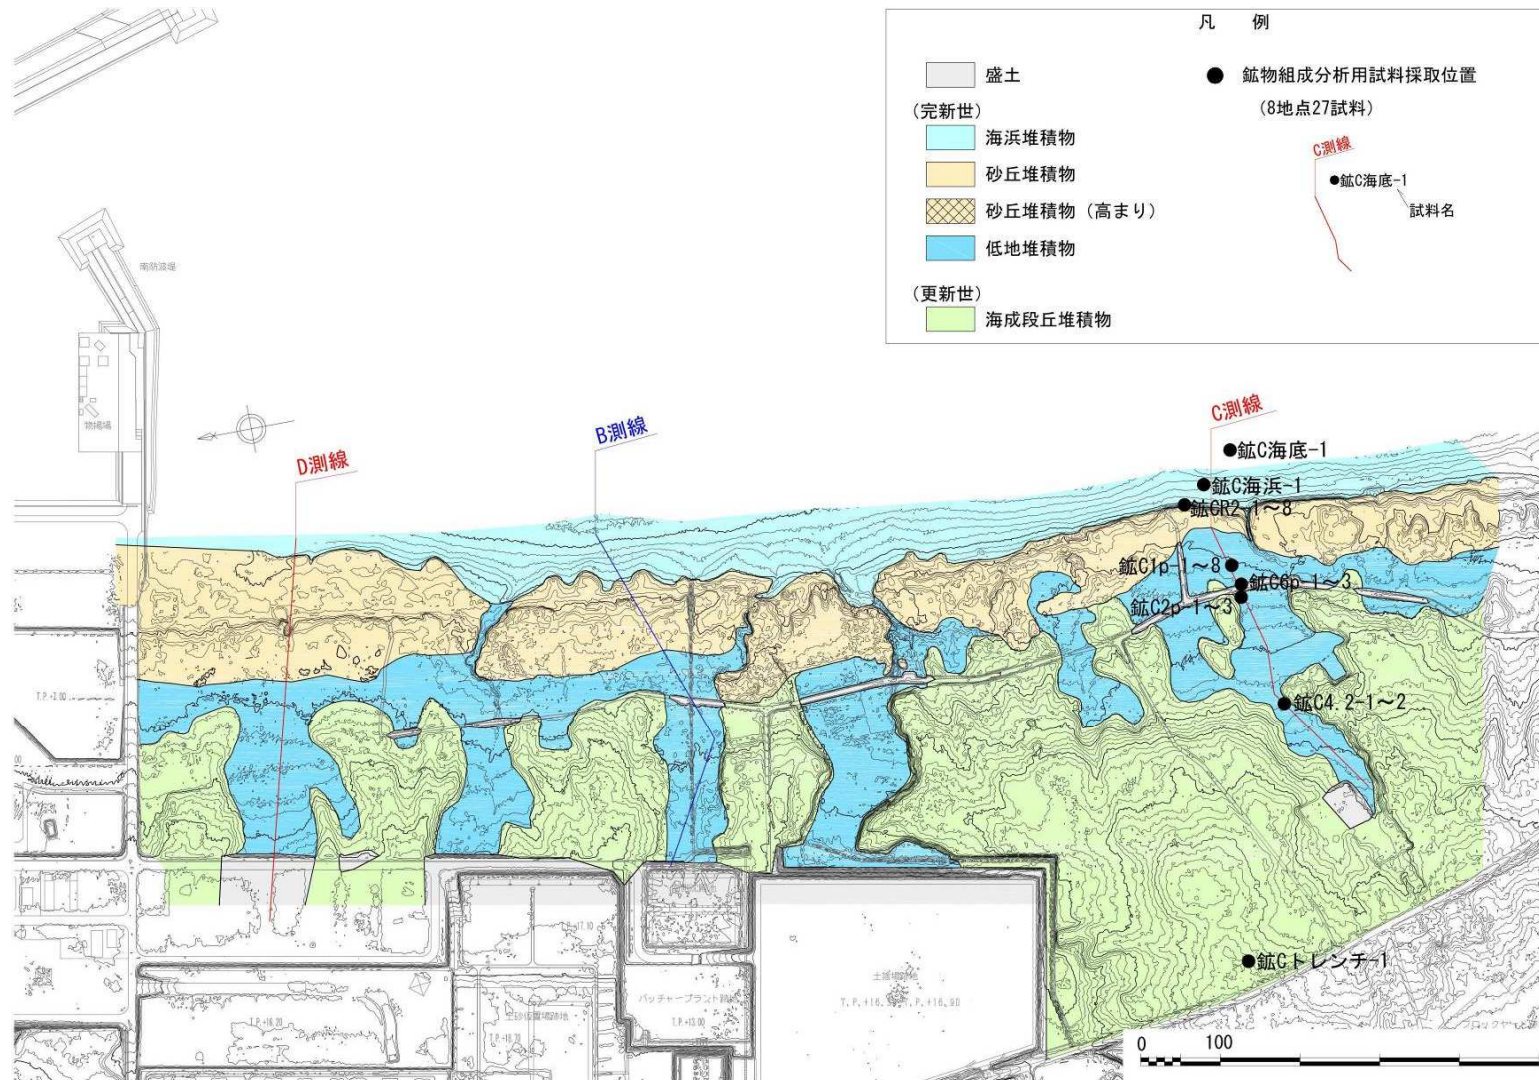 凡 例
盛土
(完新世)
海浜堆積物
砂丘堆積物
砂丘堆積物(高まり)
低地堆積物
(更新世)
海成段丘堆積物
鉱物組成分析用試料採取位置
(8地点27試料)
C測線
鉱C海底-1
試料名
南防波堤
物揚場
D測線
B測線
C測線
鉱C海底-1
鉱C海浜-1
鉱CR2-1~8
鉱C1p-1~8
鉱C6p-1~3
鉱C2p-1~3
鉱C4.2-1~2
鉱Cトレンチ-1
T.P.+2.00
T.P.+16.20
バッチャープラント
T.P.+13.00
0 100